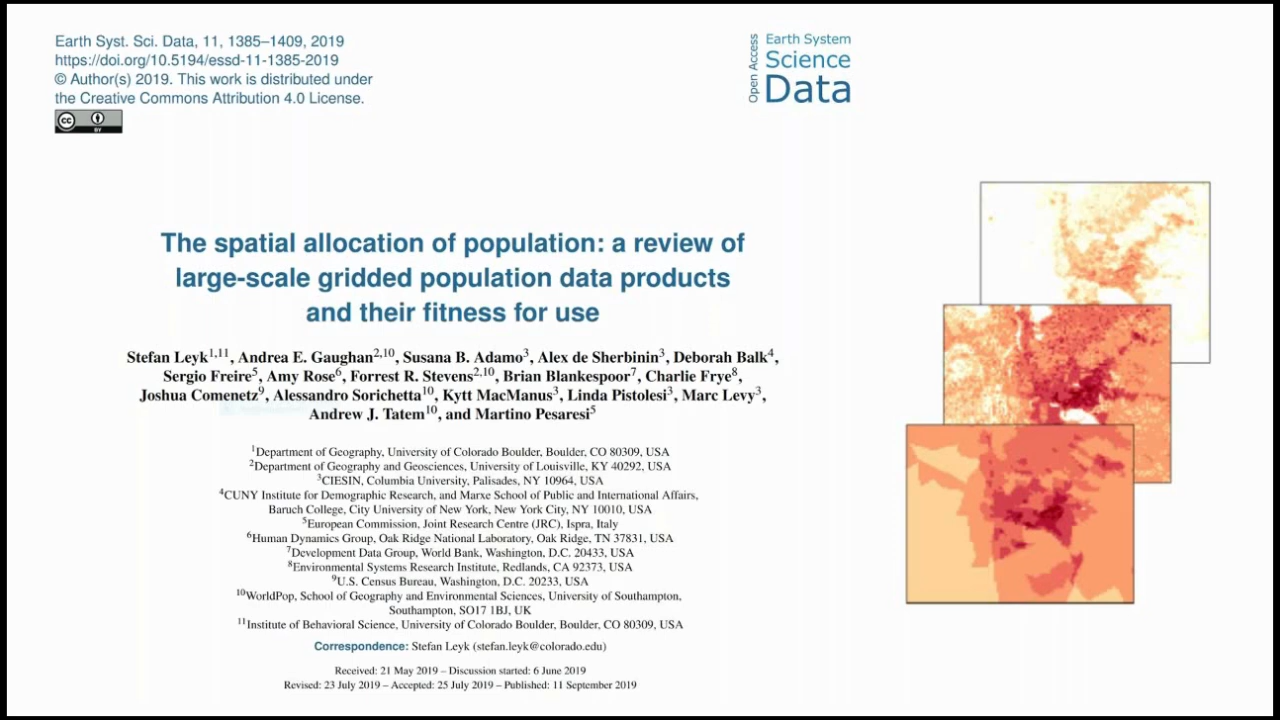 Earth Syst. Sci. Data, 11, 1385–1409, 2019
https://doi.org/10.5194/essd-11-1385-2019
© Author(s) 2019. This work is distributed under
the Creative Commons Attribution 4.0 License.
cc BY
Open Access
Earth System
Science
Data
The spatial allocation of population: a review of
large-scale gridded population data products
and their fitness for use
Stefan Leyk1,11, Andrea E. Gaughan2,10, Susana B. Adamo3, Alex de Sherbinin3, Deborah Balk4,
Sergio Freire5, Amy Rose6, Forrest R. Stevens2,10, Brian Blankespoor7, Charlie Frye8,
Joshua Comenetz9, Alessandro Sorichetta10, Kytt MacManus3, Linda Pistolesi3, Marc Levy3,
Andrew J. Tatem10, and Martino Pesaresi5
1Department of Geography, University of Colorado Boulder, Boulder, CO 80309, USA
2Department of Geography and Geosciences, University of Louisville, KY 40292, USA
3CIESIN, Columbia University, Palisades, NY 10964, USA
4CUNY Institute for Demographic Research, and Marxe School of Public and International Affairs,
Baruch College, City University of New York, New York City, NY 10010, USA
5European Commission, Joint Research Centre (JRC), Ispra, Italy
6Human Dynamics Group, Oak Ridge National Laboratory, Oak Ridge, TN 37831, USA
7Development Data Group, World Bank, Washington, D.C. 20433, USA
8Environmental Systems Research Institute, Redlands, CA 92373, USA
9U.S. Census Bureau, Washington, D.C. 20233, USA
10WorldPop, School of Geography and Environmental Sciences, University of Southampton,
Southampton, SO17 1BJ, UK
11Institute of Behavioral Science, University of Colorado Boulder, Boulder, CO 80309, USA
Correspondence: Stefan Leyk (stefan.leyk@colorado.edu)
Received: 21 May 2019 – Discussion started: 6 June 2019
Revised: 23 July 2019 – Accepted: 25 July 2019 – Published: 11 September 2019